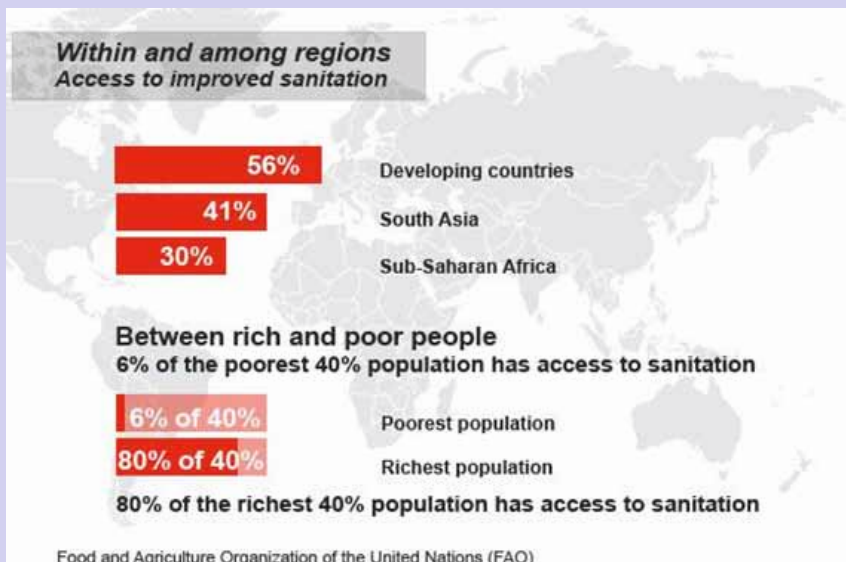 Within and among regions
Access to improved sanitation
56% Developing countries
41% South Asia
30% Sub-Saharan Africa
Between rich and poor people
6% of the poorest 40% population has access to sanitation
6% of 40% Poorest population
80% of 40% Richest population
80% of the richest 40% population has access to sanitation
Food and Agriculture Organization of the United Nations (FAO)